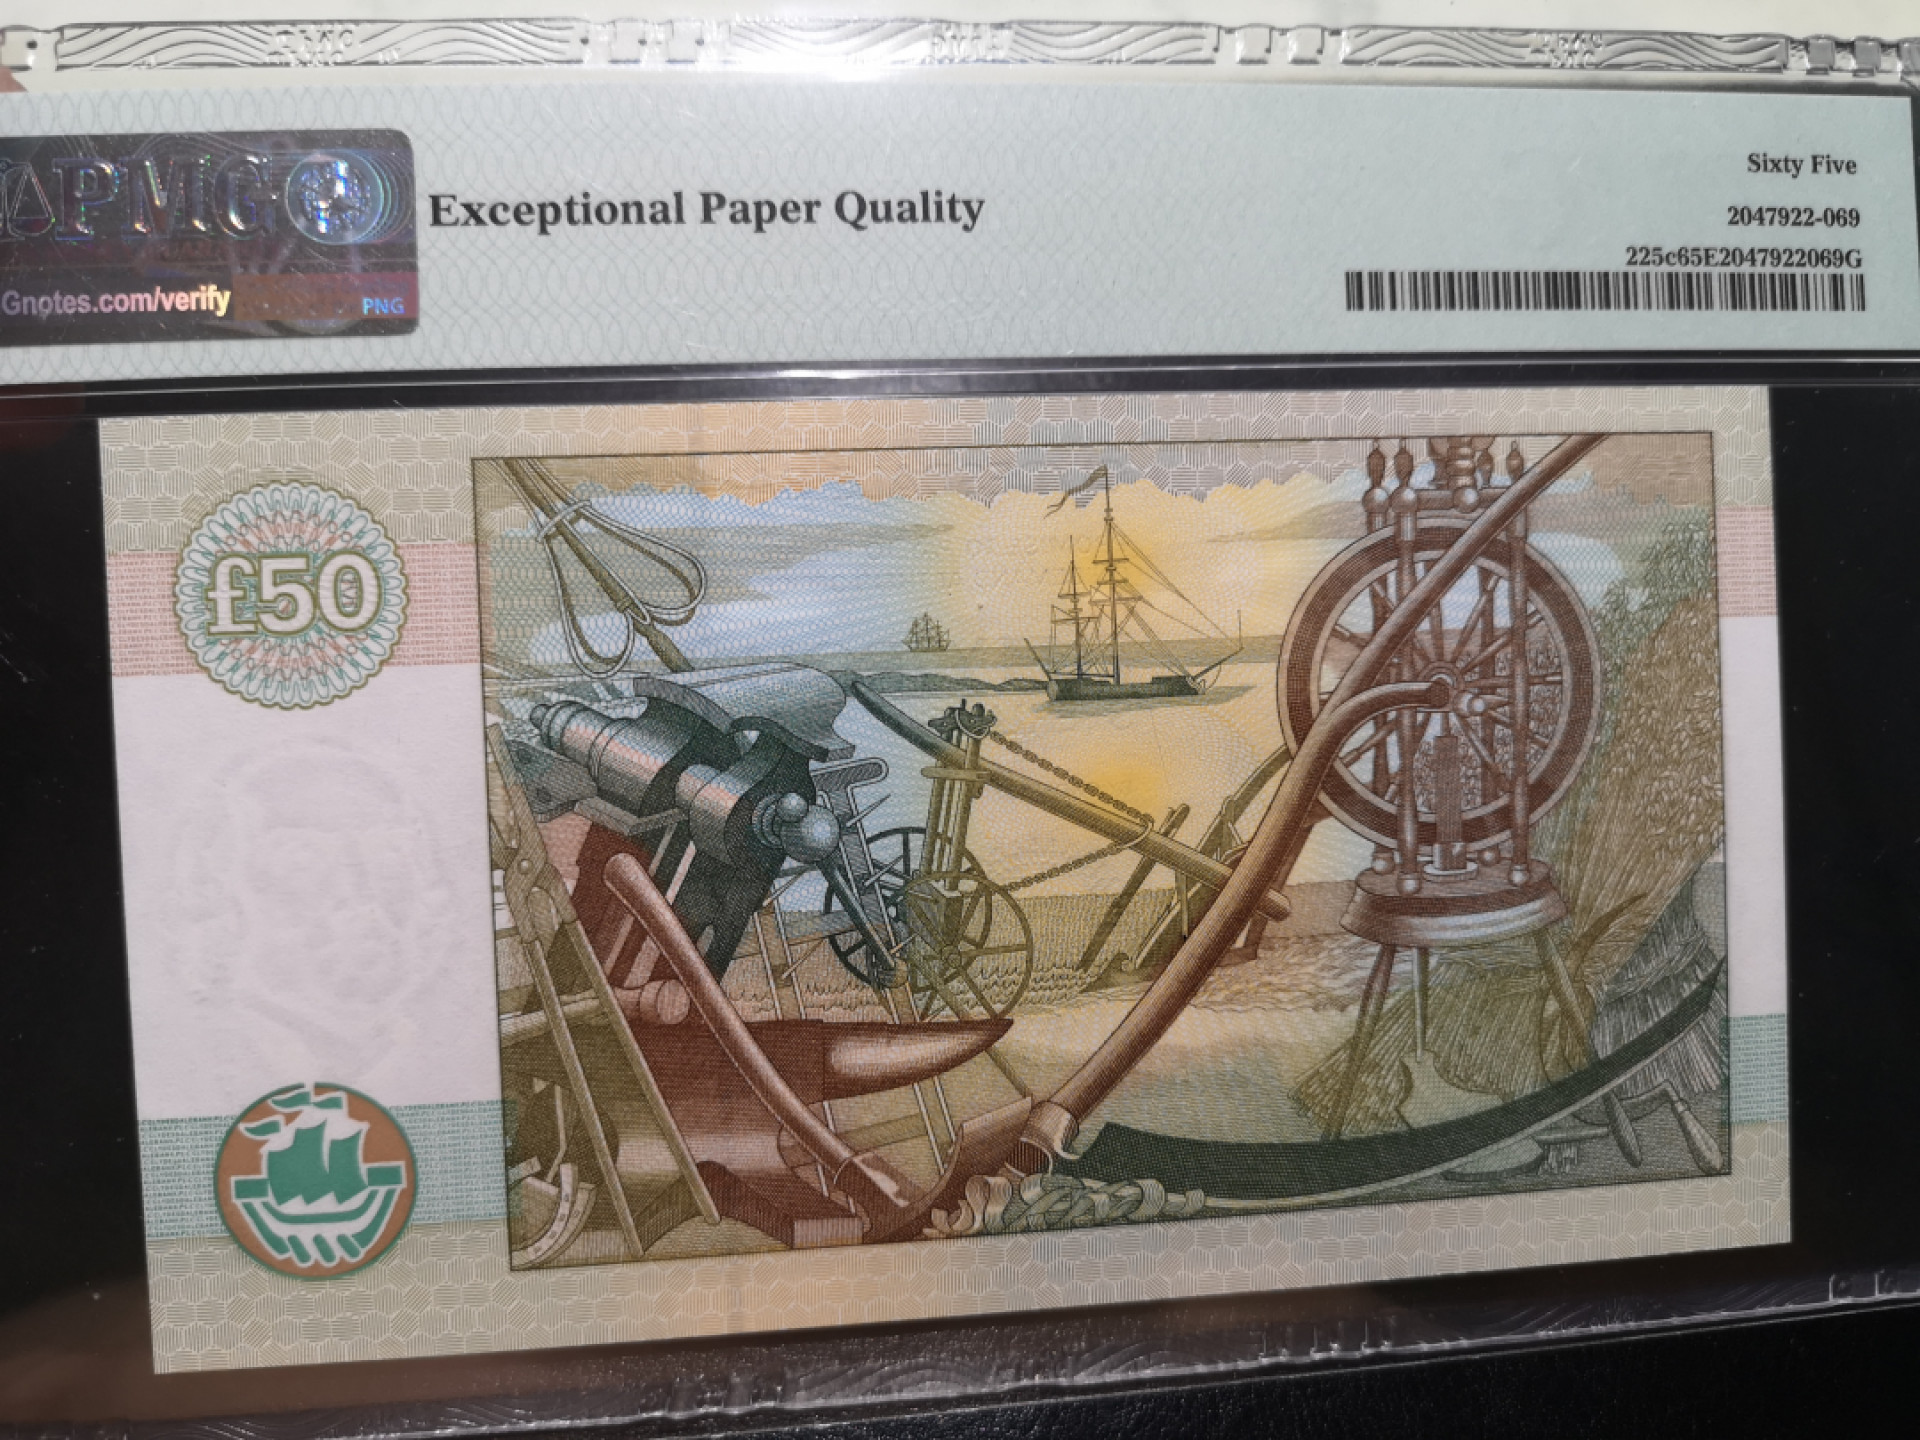 PMG
Gnotes.com/verify
PNG
Exceptional Paper Quality
Sixty Five
2047922-069
225c65E2047922069G
£50